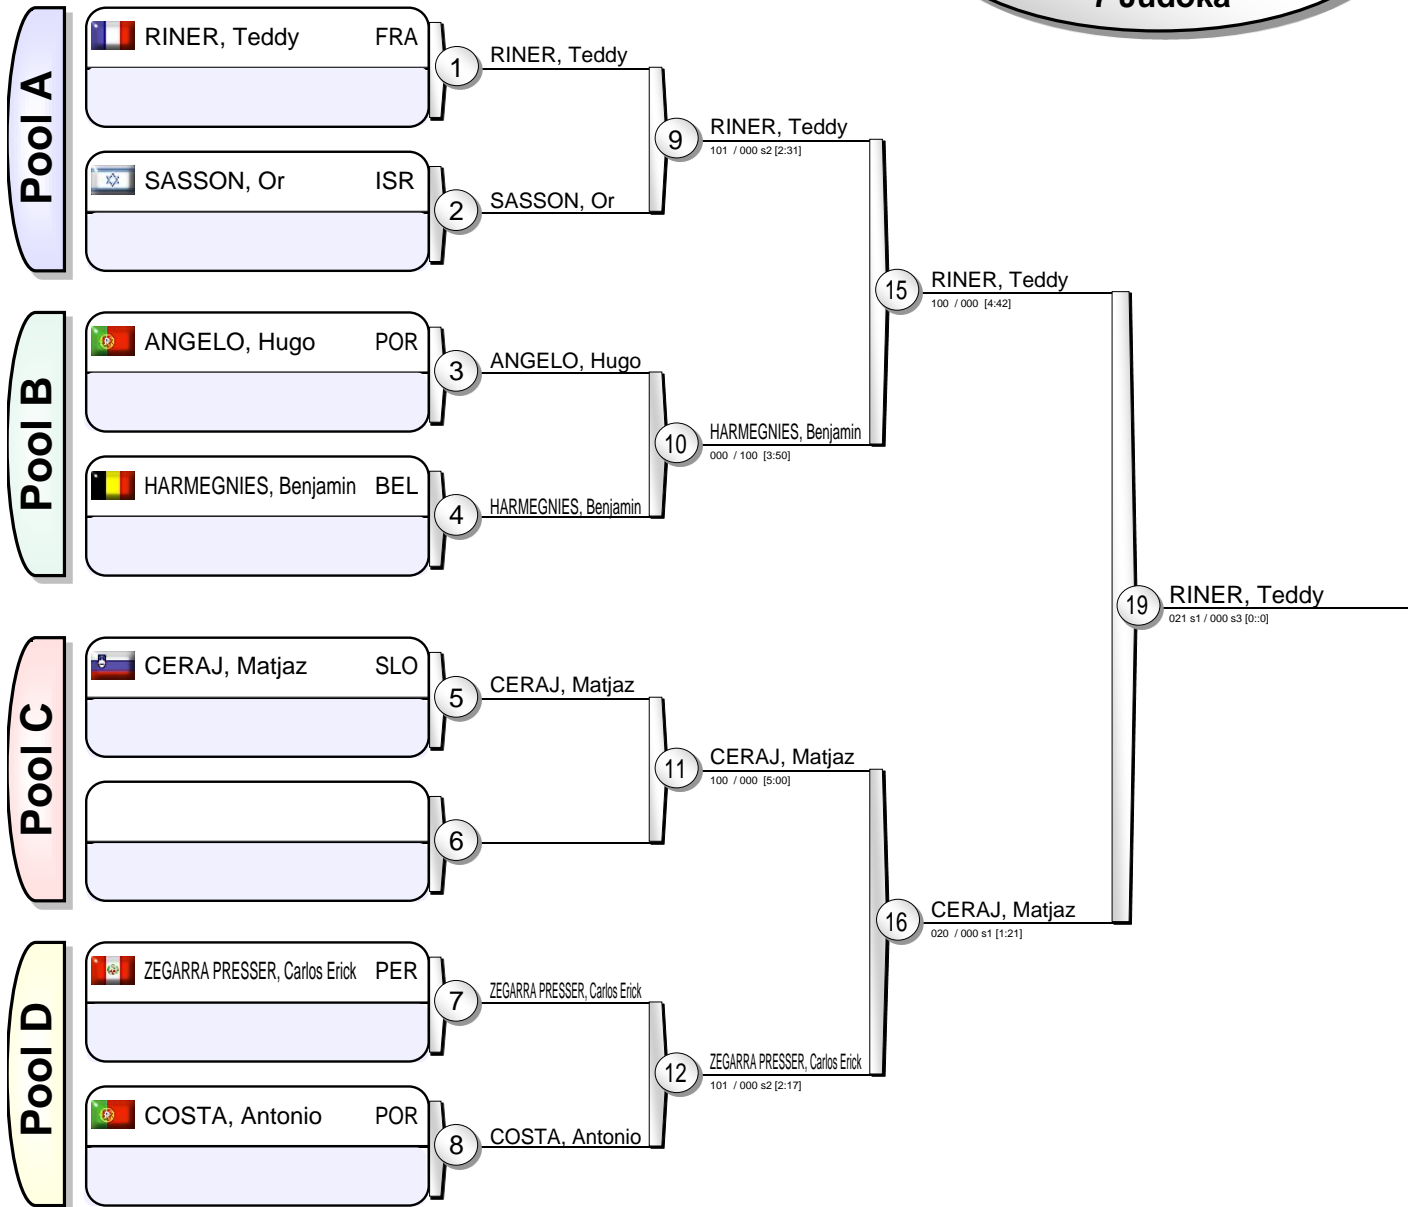 7 Judoka
Pool A
RINER, Teddy FRA
1
RINER, Teddy
SASSON, Or ISR
2
SASSON, Or
9
RINER, Teddy
101 / 000 s2 [2:31]
Pool B
ANGELO, Hugo POR
3
ANGELO, Hugo
HARMEGNIES, Benjamin BEL
4
HARMEGNIES, Benjamin
10
HARMEGNIES, Benjamin
000 / 100 [3:50]
15
RINER, Teddy
100 / 000 [4:42]
Pool C
CERAJ, Matjaz SLO
5
CERAJ, Matjaz
6
11
CERAJ, Matjaz
100 / 000 [5:00]
Pool D
ZEGARRA PRESSER, Carlos Erick PER
7
ZEGARRA PRESSER, Carlos Erick
COSTA, Antonio POR
8
COSTA, Antonio
12
ZEGARRA PRESSER, Carlos Erick
101 / 000 s2 [2:17]
16
CERAJ, Matjaz
020 / 000 s1 [1:21]
19
RINER, Teddy
021 s1 / 000 s3 [0::0]